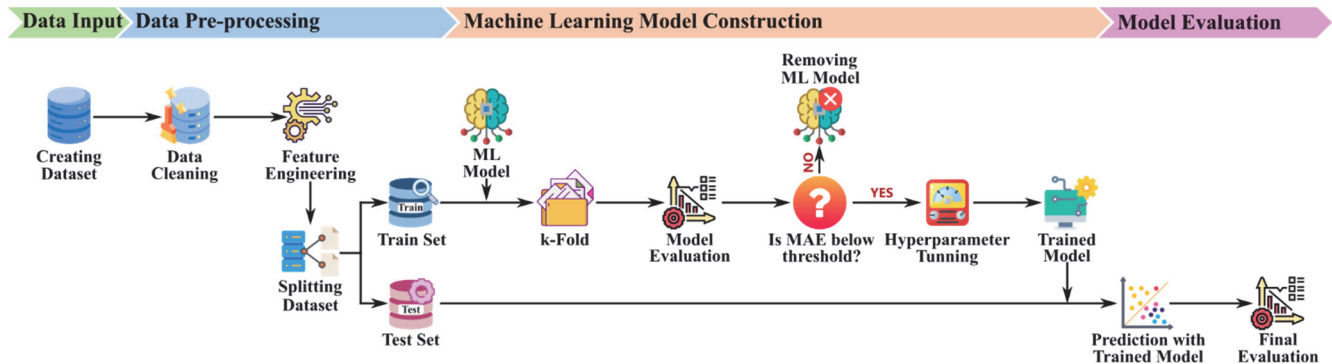 Data Input
Data Pre-processing
Machine Learning Model Construction
Model Evaluation
Removing
ML Model
Creating
Dataset
Data
Cleaning
Feature
Engineering
ML
Model
NO
Train
Train Set
k-Fold
Model
Evaluation
?
Is MAE below
threshold?
YES
Hyperparameter
Tunning
Trained
Model
Splitting
Dataset
Test
Test Set
Prediction with
Trained Model
Final
Evaluation